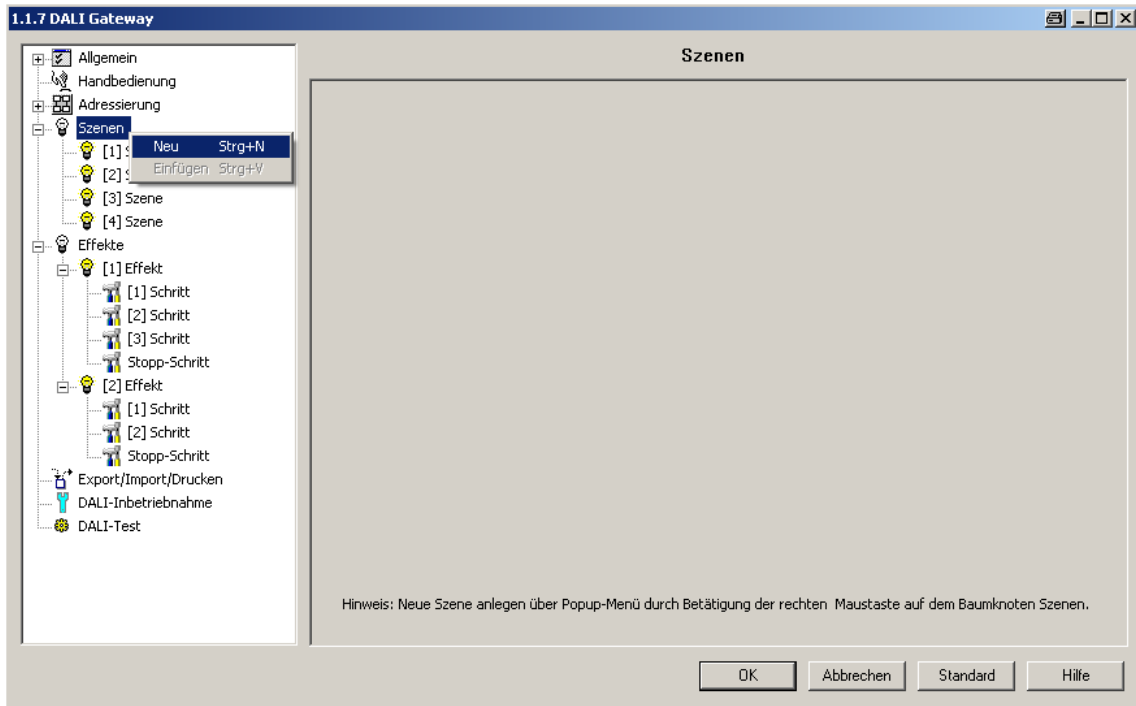 1.1.7 DALI Gateway
Allgemein
Handbedienung
Adressierung
Szenen
Neu Strg+N
Einfügen Strg+V
[1] S
[2] S
[3] Szene
[4] Szene
Effekte
[1] Effekt
[1] Schritt
[2] Schritt
[3] Schritt
Stopp-Schritt
[2] Effekt
[1] Schritt
[2] Schritt
Stopp-Schritt
Export/Import/Drucken
DALI-Inbetriebnahme
DALI-Test
Szenen
Hinweis: Neue Szene anlegen über Popup-Menü durch Betätigung der rechten Maustaste auf dem Baumknoten Szenen.
OK Abbrechen Standard Hilfe